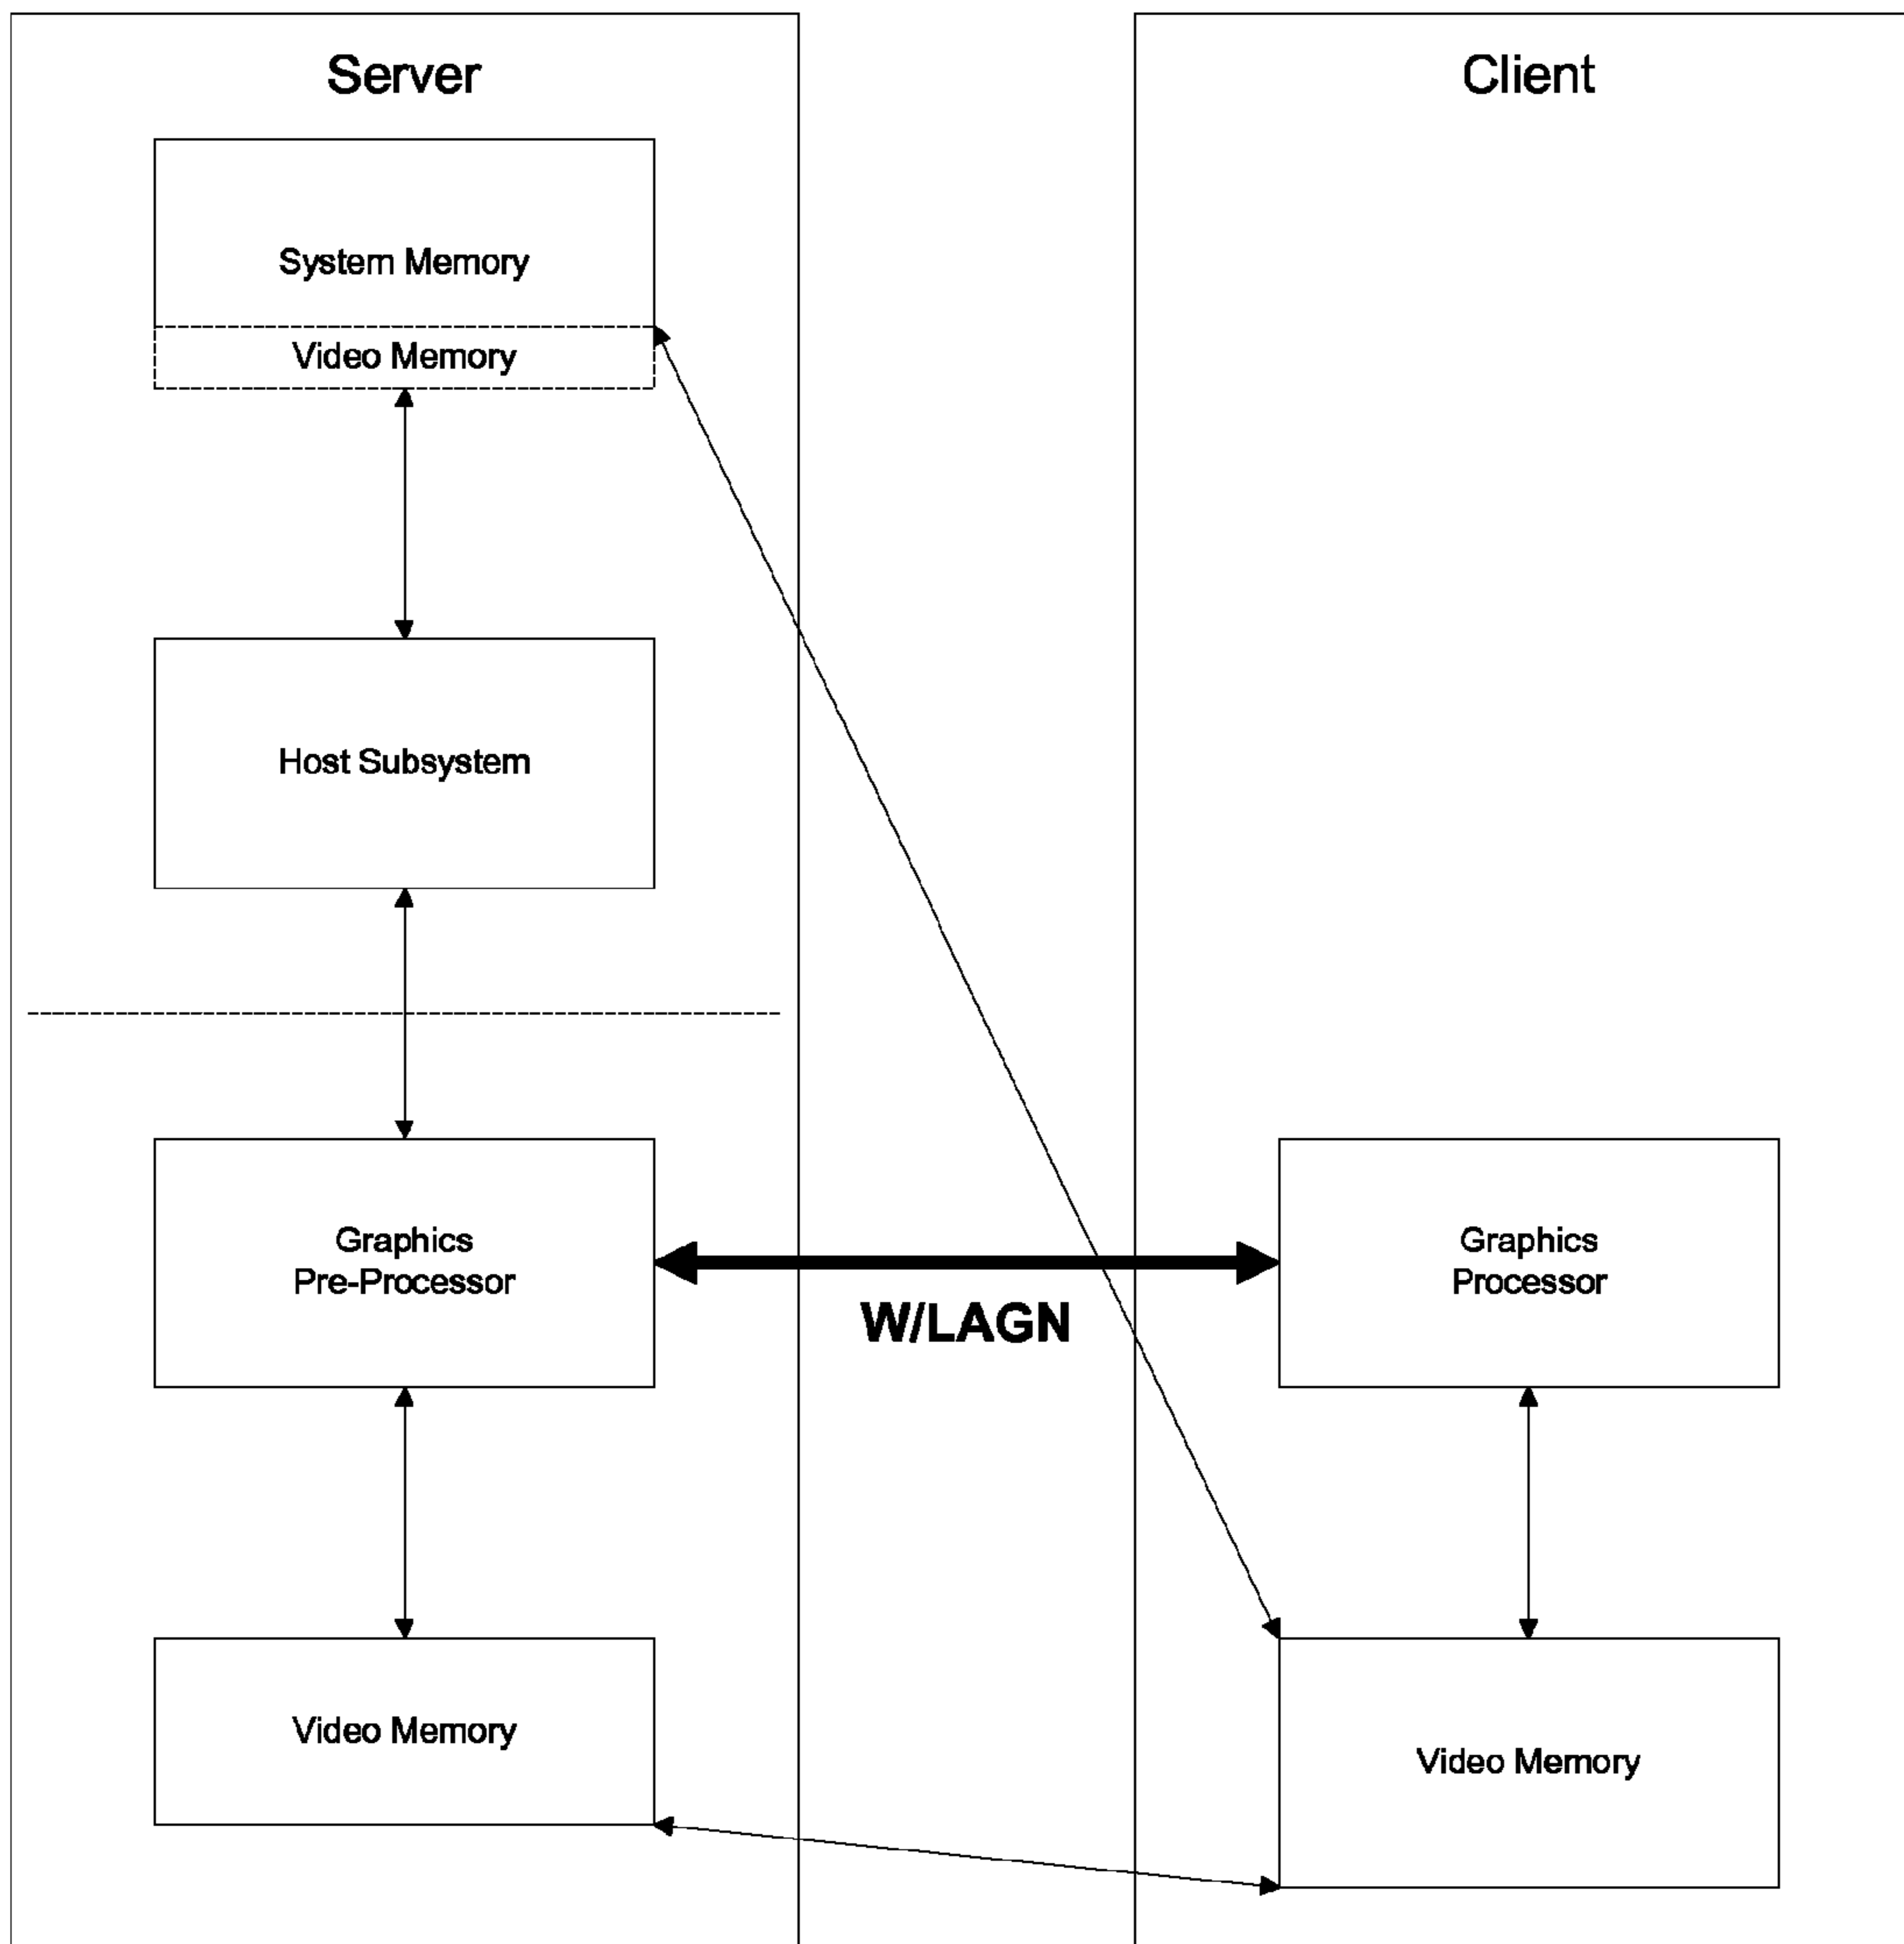 Server
System Memory
Video Memory
Host Subsystem
Graphics
Pre-Processor
Video Memory
W/LAGN
Client
Graphics
Processor
Video Memory